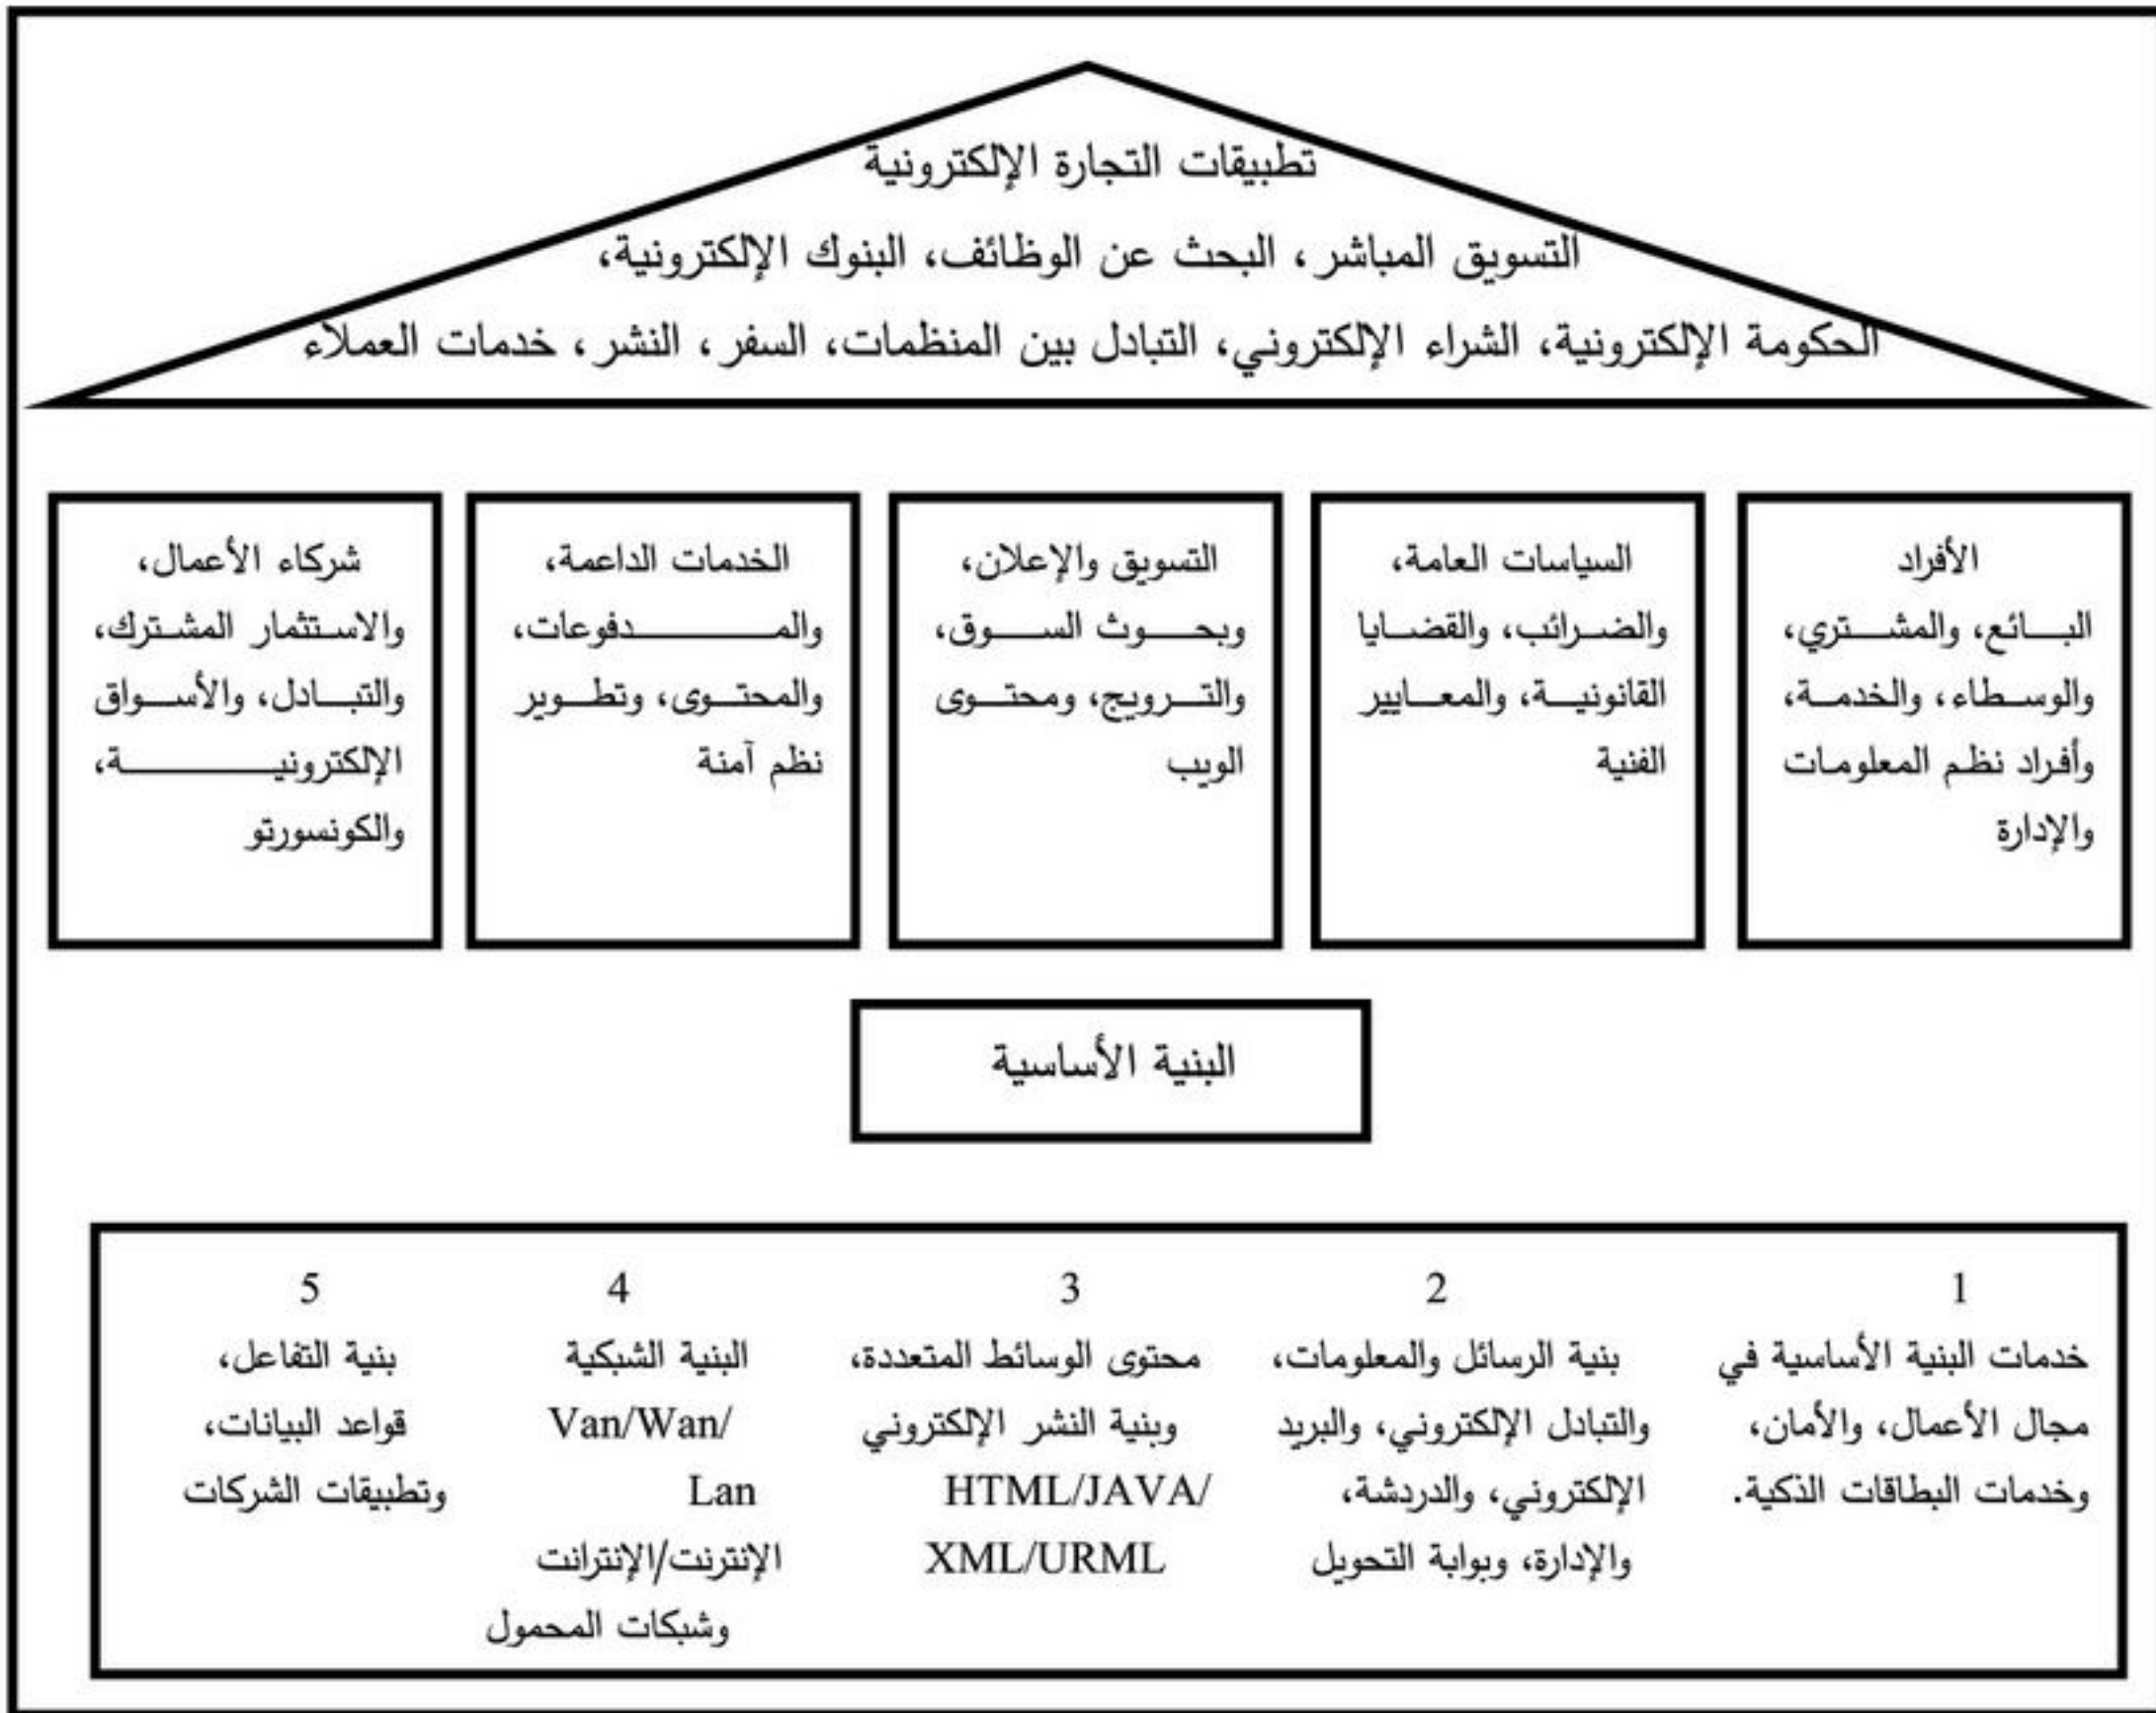 تطبيقات التجارة الإلكترونية
التسويق المباشر، البحث عن الوظائف، البنوك الإلكترونية،
الحكومة الإلكترونية، الشراء الإلكتروني، التبادل بين المنظمات، السفر، النشر، خدمات العملاء
الأفراد
البائع، والمشتري،
والوسطاء، والخدمة،
وأفراد نظم المعلومات
والإدارة
السياسات العامة،
والضرائب، والقضايا
القانونية، والمعايير
الفنية
التسويق والإعلان،
وبحوث السوق،
والترويج، ومحتوى
الويب
الخدمات الداعمة،
والمدفوعات،
والمحتوى، وتطوير
نظم آمنة
شركاء الأعمال،
والاستثمار المشترك،
والتبادل، والأسواق
الإلكترونية،
والكونسورتو
البنية الأساسية
1
خدمات البنية الأساسية في
مجال الأعمال، والأمان،
وخدمات البطاقات الذكية.
2
بنية الرسائل والمعلومات،
والتبادل الإلكتروني، والبريد
الإلكتروني، والدردشة،
والإدارة، وبوابة التحويل
3
محتوى الوسائط المتعددة،
وبنية النشر الإلكتروني
HTML/JAVA/
XML/URML
4
البنية الشبكية
Van/Wan/
Lan
الإنترنت/الإنترانت
وشبكات المحمول
5
بنية التفاعل،
قواعد البيانات،
وتطبيقات الشركات